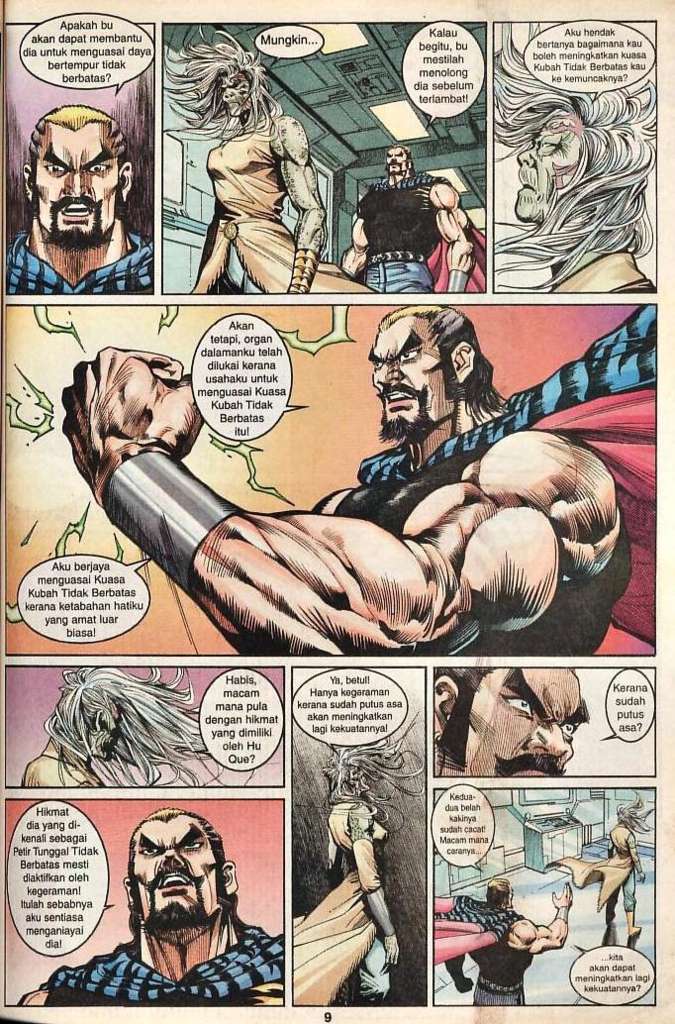 Apakah bu
akan dapat membantu
dia untuk menguasai daya
bertempur tidak
berbatas?
Mungkin...
Kalau
begitu, bu
mestilah
menolong
dia sebelum
terlambat!
Aku hendak
bertanya bagaimana kau
boleh meningkatkan kuasa
Kubah Tidak Berbatas kau
ke kemuncaknya?
Akan
tetapi, organ
dalamanku telah
dilukai kerana
usahaku untuk
menguasai Kuasa
Kubah Tidak
Berbatas
itu!
Aku berjaya
menguasai Kuasa
Kubah Tidak Berbatas
kerana ketabahan hatiku
yang amat luar
biasa!
Habis,
macam
mana pula
dengan hikmat
yang dimiliki
oleh Hu
Que?
Hikmat
dia yang di-
kenali sebagai
Petir Tunggal Tidak
Berbatas mesti
diaktifkan oleh
kegeraman!
Itulah sebabnya
aku sentiasa
menganiayai
dia!
Ya, betul!
Hanya kegeraman
kerana sudah putus asa
akan meningkatkan
lagi kekuatannya!
Kerana
sudah
putus
asa?
Kedua-
dua belah
kakinya
sudah cacat!
Macam mana
caranya...
...kita
akan dapat
meningkatkan lagi
kekuatannya?
9